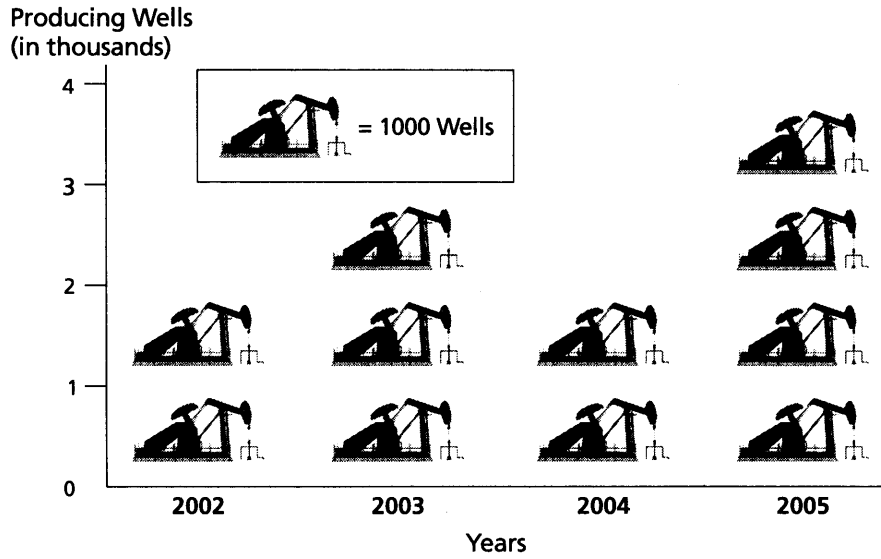 Producing Wells
(in thousands)
4
= 1000 Wells
3
2
1
0
2002 2003 2004 2005
Years